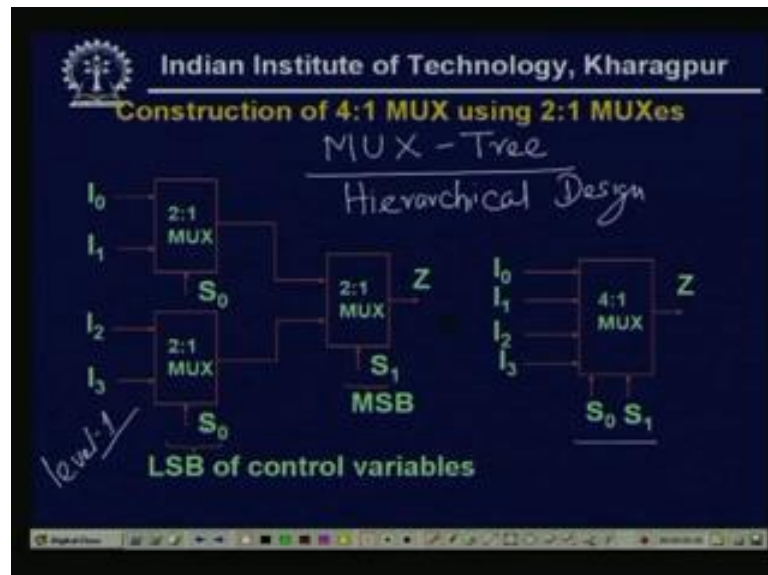 Indian Institute of Technology, Kharagpur
Construction of 4:1 MUX using 2:1 MUXes
MUX - Tree
Hierarchical Design
I0
I1
2:1
MUX
S0
I2
I3
2:1
MUX
S0
2:1
MUX
Z
S1
MSB
I0
I1
I2
I3
4:1
MUX
Z
S0 S1
level-1
LSB of control variables